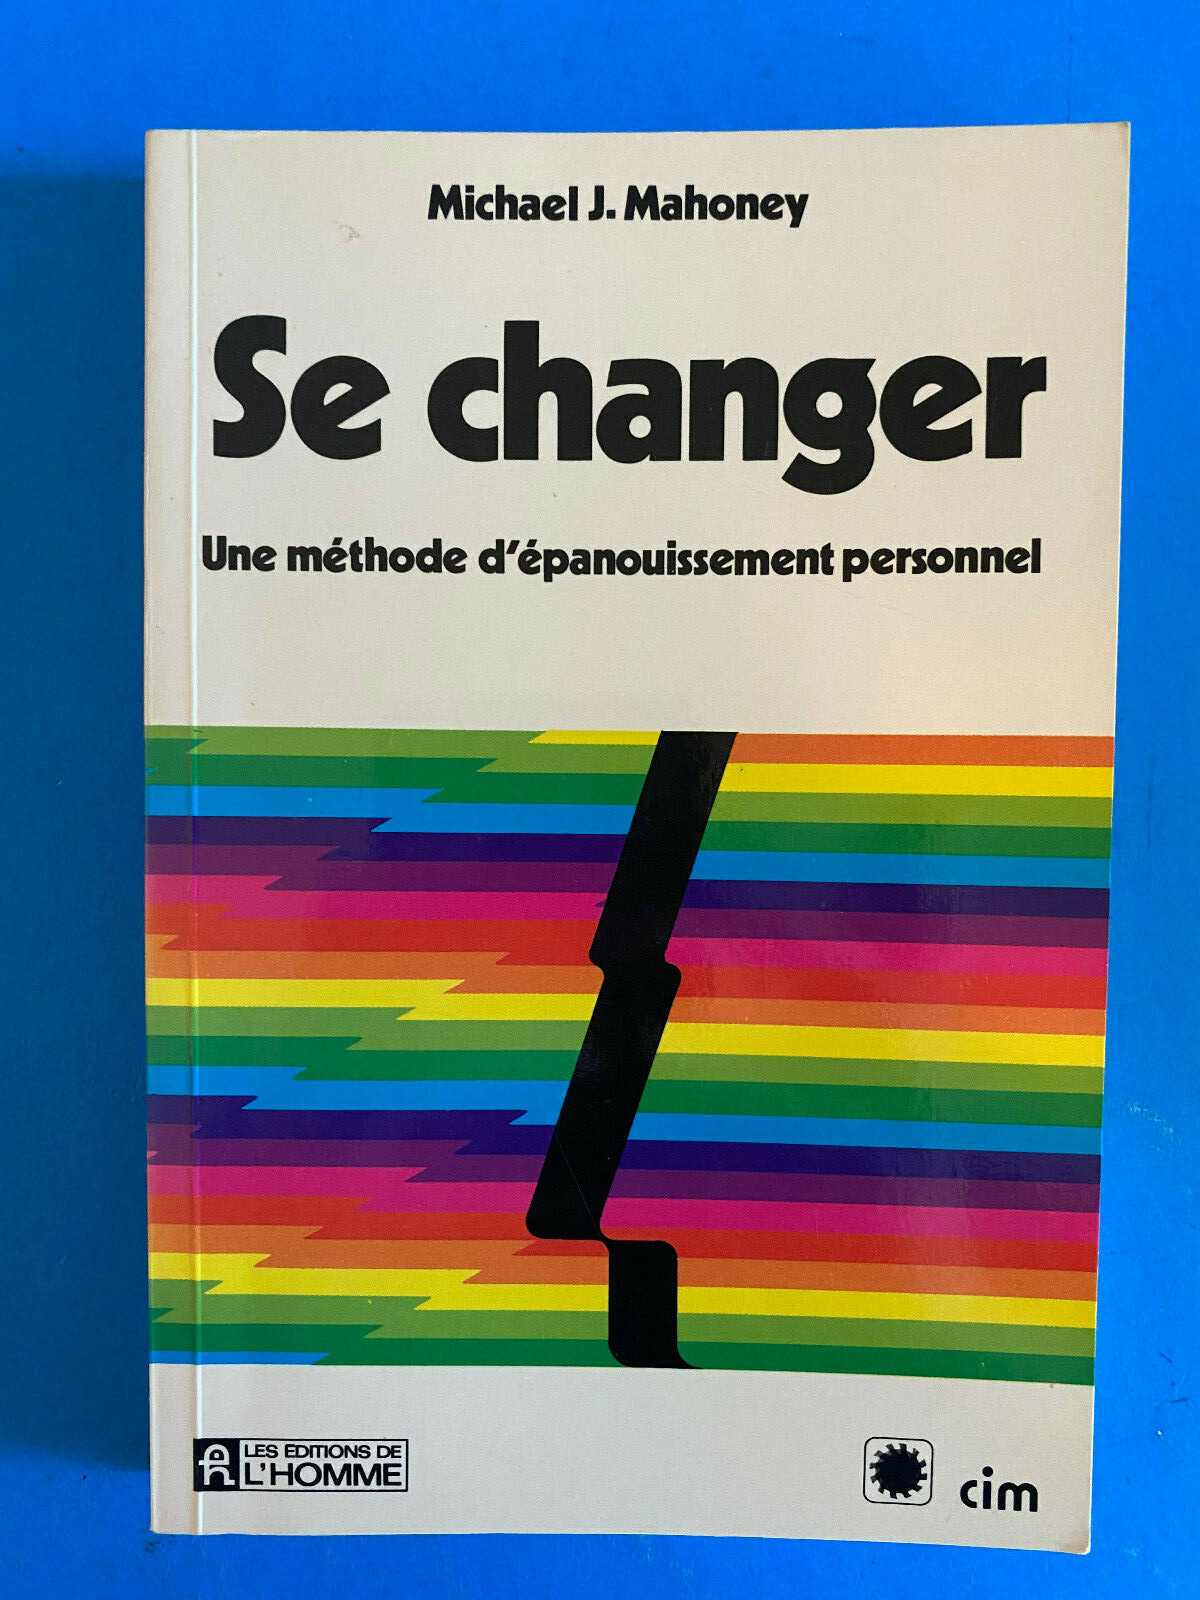 Michael J. Mahoney
Se changer
Une méthode d'épanouissement personnel
LES EDITIONS DE
L'HOMME
cim